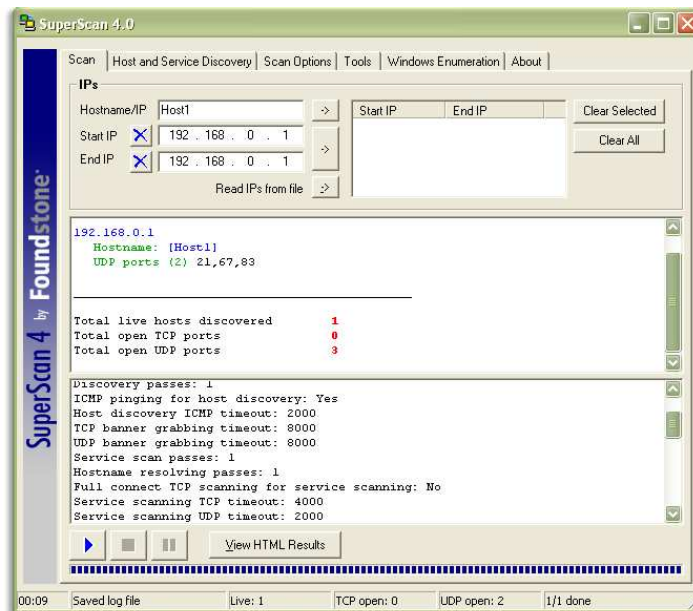 SuperScan 4.0
Scan Host and Service Discovery Scan Options Tools Windows Enumeration About
IPs
Hostname/IP Host1 -> Start IP End IP Clear Selected
Start IP X 192 . 168 . 0 . 1 -> Clear All
End IP X 192 . 168 . 0 . 1
Read IPs from file ->
SuperScan 4 by Foundstone
192.168.0.1
Hostname: [Host1]
UDP ports (2) 21,67,83
Total live hosts discovered 1
Total open TCP ports 0
Total open UDP ports 3
Discovery passes: 1
ICMP pinging for host discovery: Yes
Host discovery ICMP timeout: 2000
TCP banner grabbing timeout: 8000
UDP banner grabbing timeout: 8000
Service scan passes: 1
Hostname resolving passes: 1
Full connect TCP scanning for service scanning: No
Service scanning TCP timeout: 4000
Service scanning UDP timeout: 2000
View HTML Results
00:09 Saved log file Live: 1 TCP open: 0 UDP open: 2 1/1 done